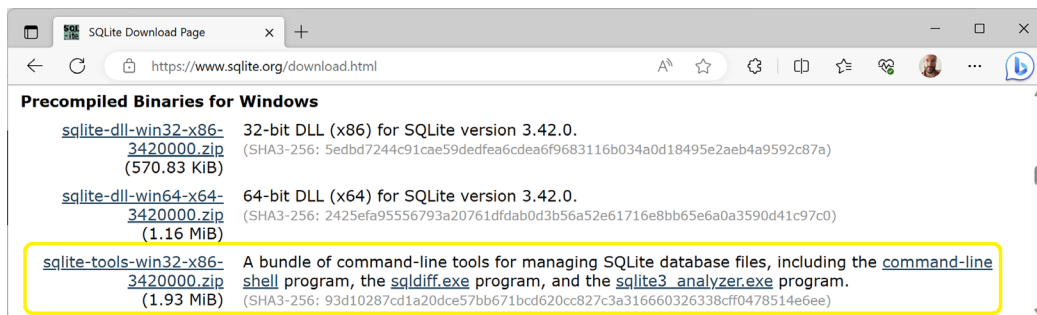 SQLite Download Page
https://www.sqlite.org/download.html
Precompiled Binaries for Windows
sqlite-dll-win32-x86-
3420000.zip
(570.83 KiB)
32-bit DLL (x86) for SQLite version 3.42.0.
(SHA3-256: 5edbd7244c91cae59dedfea6cdea6f9683116b034a0d18495e2aeb4a9592c87a)
sqlite-dll-win64-x64-
3420000.zip
(1.16 MiB)
64-bit DLL (x64) for SQLite version 3.42.0.
(SHA3-256: 2425efa95556793a20761dfdab0d3b56a52e61716e8bb65e6a0a3590d41c97c0)
sqlite-tools-win32-x86-
3420000.zip
(1.93 MiB)
A bundle of command-line tools for managing SQLite database files, including the command-line
shell program, the sqldiff.exe program, and the sqlite3_analyzer.exe program.
(SHA3-256: 93d10287cd1a20dce57bb671bcd620cc827c3a316660326338cff0478514e6ee)